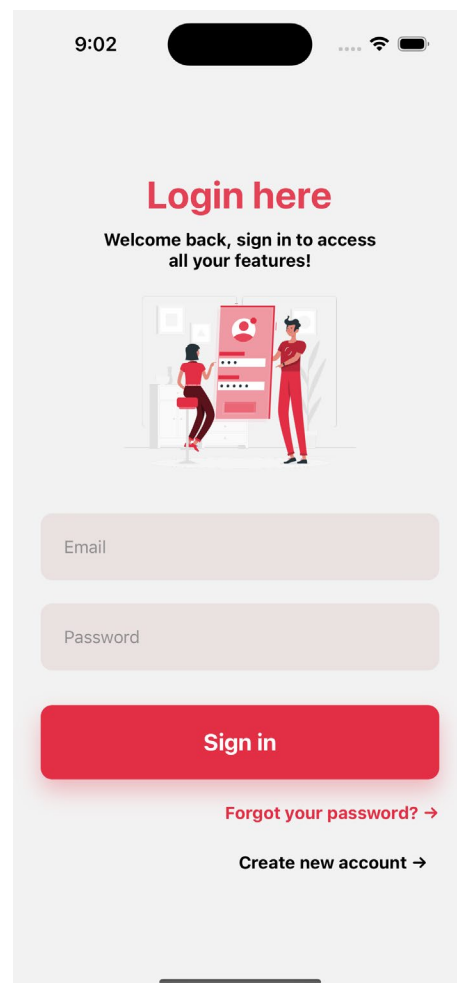 9:02
Login here
Welcome back, sign in to access
all your features!
Email
Password
Sign in
Forgot your password? →
Create new account →